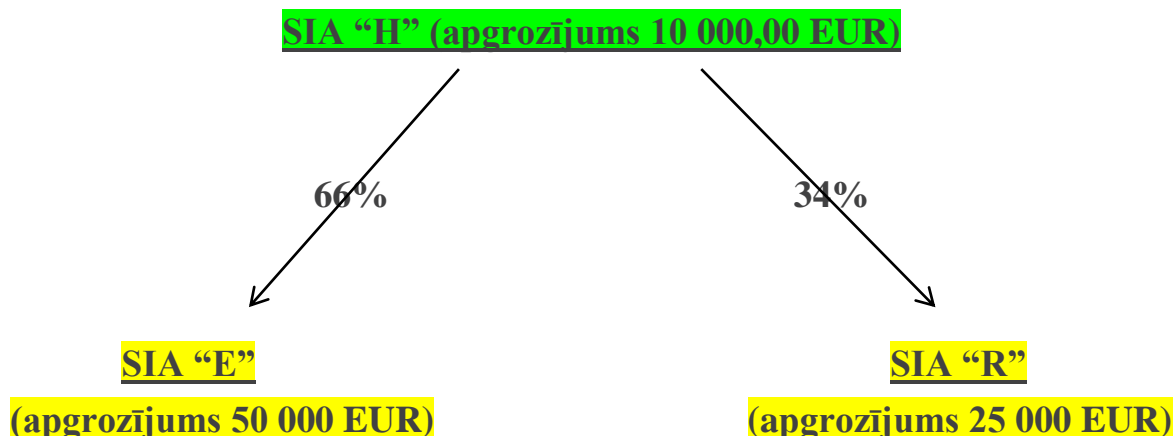 SIA “H” (apgrozījums 10 000,00 EUR)
66%
34%
SIA “E”
(apgrozījums 50 000 EUR)
SIA “R”
(apgrozījums 25 000 EUR)